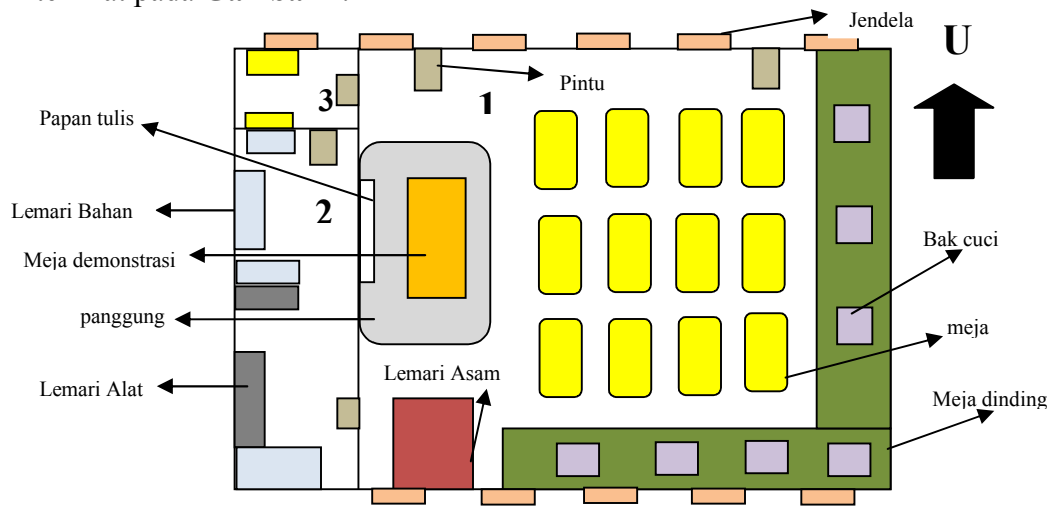 Jendela
U
Pintu
1
3
Papan tulis
Lemari Bahan
2
Bak cuci
Meja demonstrasi
panggung
meja
Lemari Asam
Lemari Alat
Meja dinding